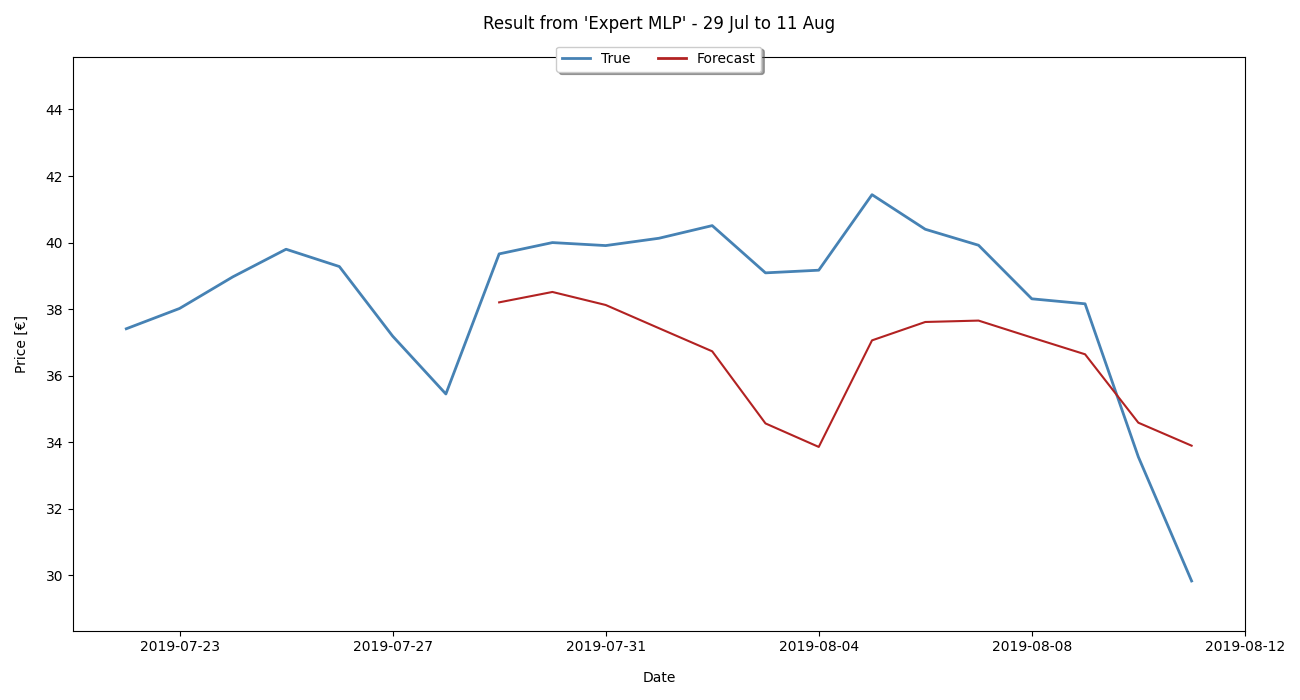 Result from 'Expert MLP' - 29 Jul to 11 Aug
True Forecast
44
42
40
38
36
34
32
30
Price [€]
2019-07-23 2019-07-27 2019-07-31 2019-08-04 2019-08-08 2019-08-12
Date